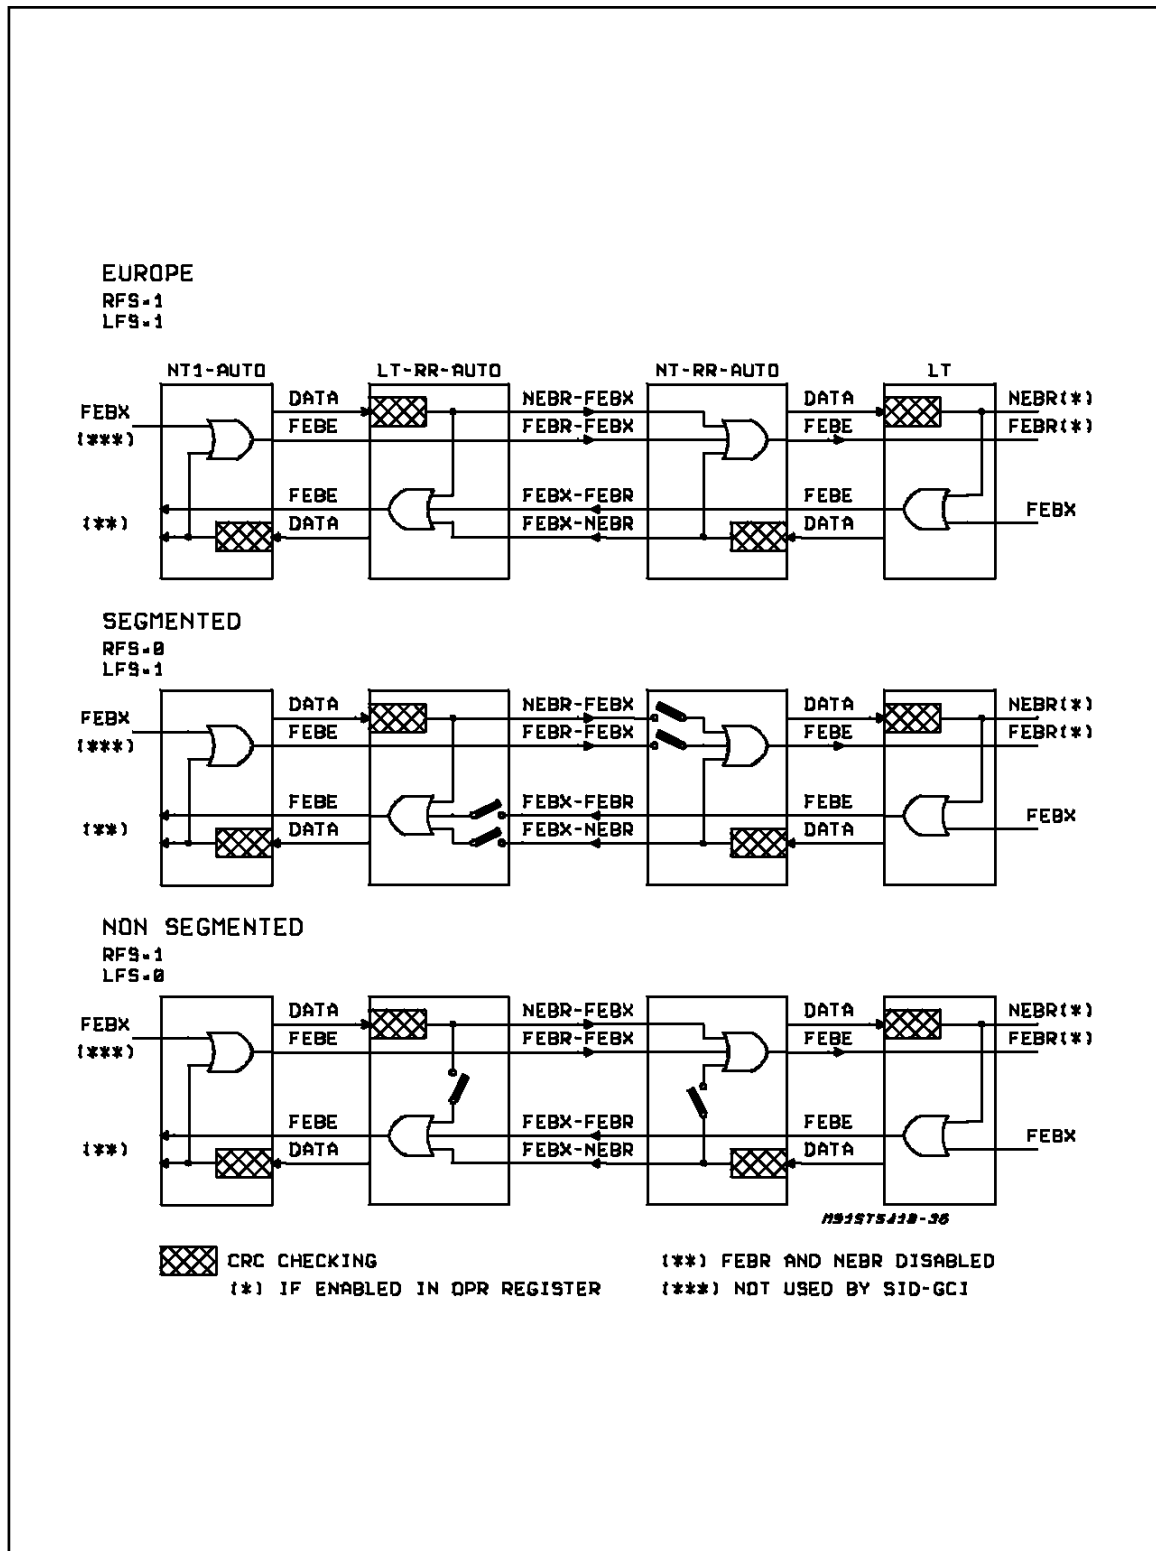 EUROPE
RFS=1
LFS=1
NT1-AUTO LT-RR-AUTO NT-RR-AUTO LT
FEBX DATA NEBR-FEBX DATA NEBR(*)
(***) FEBE FEBR-FEBX FEBE FEBR(*)
FEBE FEBX-FEBR FEBE FEBX
(**) DATA FEBX-NEBR DATA
SEGMENTED
RFS=0
LFS=1
FEBX DATA NEBR-FEBX DATA NEBR(*)
(***) FEBE FEBR-FEBX FEBE FEBR(*)
FEBE FEBX-FEBR FEBE FEBX
(**) DATA FEBX-NEBR DATA
NON SEGMENTED
RFS=1
LFS=0
FEBX DATA NEBR-FEBX DATA NEBR(*)
(***) FEBE FEBR-FEBX FEBE FEBR(*)
FEBE FEBX-FEBR FEBE FEBX
(**) DATA FEBX-NEBR DATA
M91ST5410-36
CRC CHECKING (**) FEBR AND NEBR DISABLED
(*) IF ENABLED IN OPR REGISTER (***) NOT USED BY SID-GCI